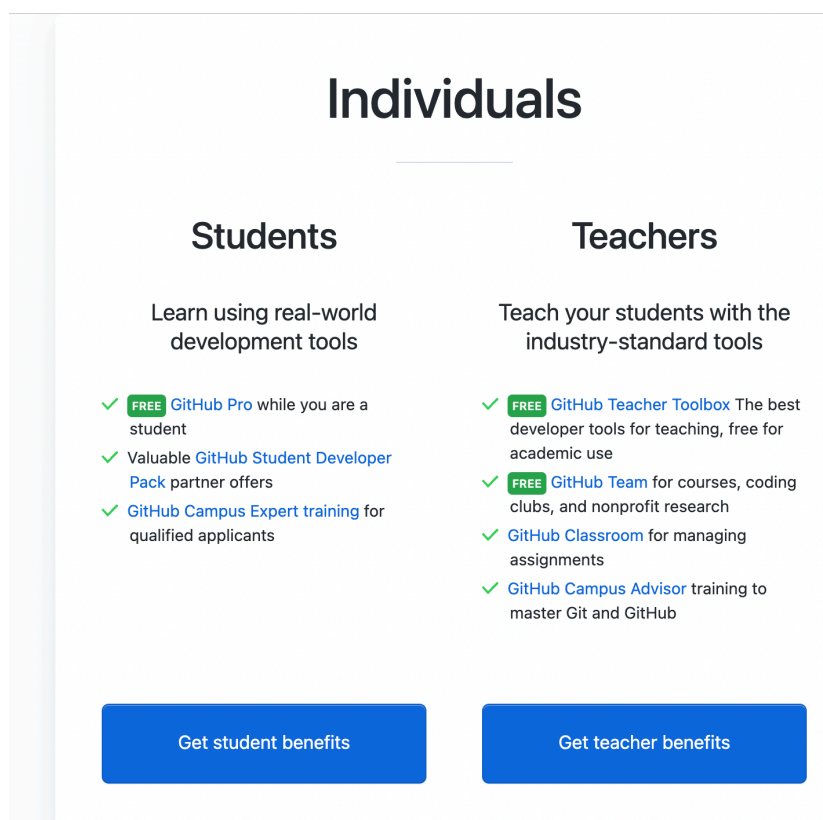 Individuals
Students
Learn using real-world
development tools
FREE GitHub Pro while you are a
student
Valuable GitHub Student Developer
Pack partner offers
GitHub Campus Expert training for
qualified applicants
Get student benefits
Teachers
Teach your students with the
industry-standard tools
FREE GitHub Teacher Toolbox The best
developer tools for teaching, free for
academic use
FREE GitHub Team for courses, coding
clubs, and nonprofit research
GitHub Classroom for managing
assignments
GitHub Campus Advisor training to
master Git and GitHub
Get teacher benefits